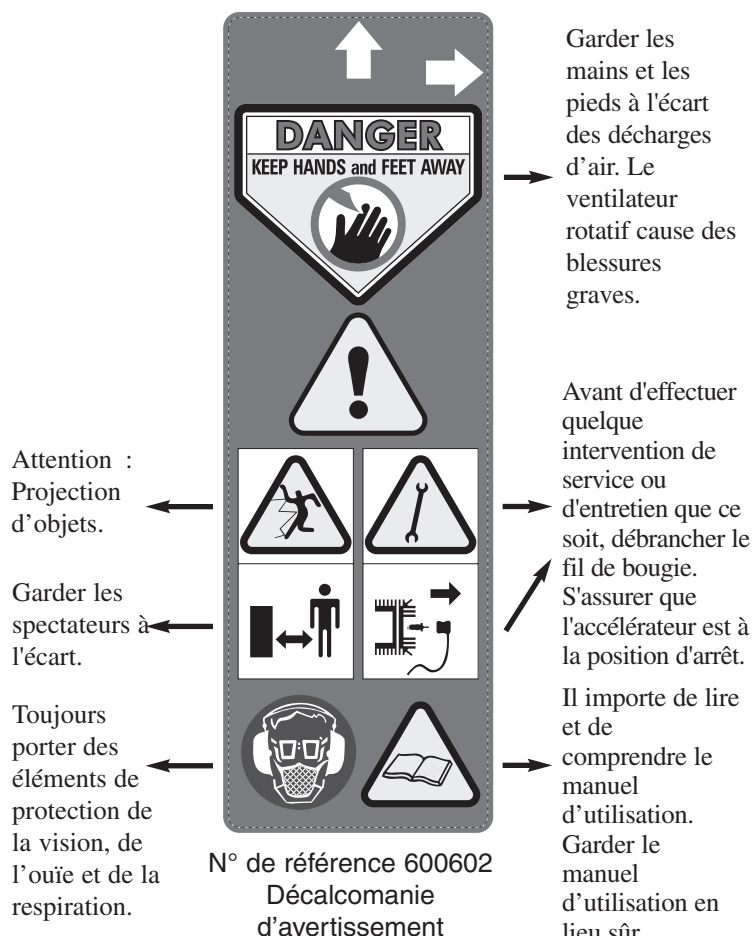 Garder les
mains et les
pieds à l'écart
des décharges
d’air. Le
ventilateur
rotatif cause des
blessures
graves.
DANGER
KEEP HANDS and FEET AWAY
Attention :
Projection
d’objets.
Avant d'effectuer
quelque
intervention de
service ou
d'entretien que ce
soit, débrancher le
fil de bougie.
S'assurer que
l'accélérateur est à
la position d'arrêt.
Garder les
spectateurs à
l'écart.
Toujours
porter des
éléments de
protection de
la vision, de
l’ouïe et de la
respiration.
Il importe de lire
et de
comprendre le
manuel
d’utilisation.
Garder le
manuel
d’utilisation en
lieu sûr
N° de référence 600602
Décalcomanie
d’avertissement